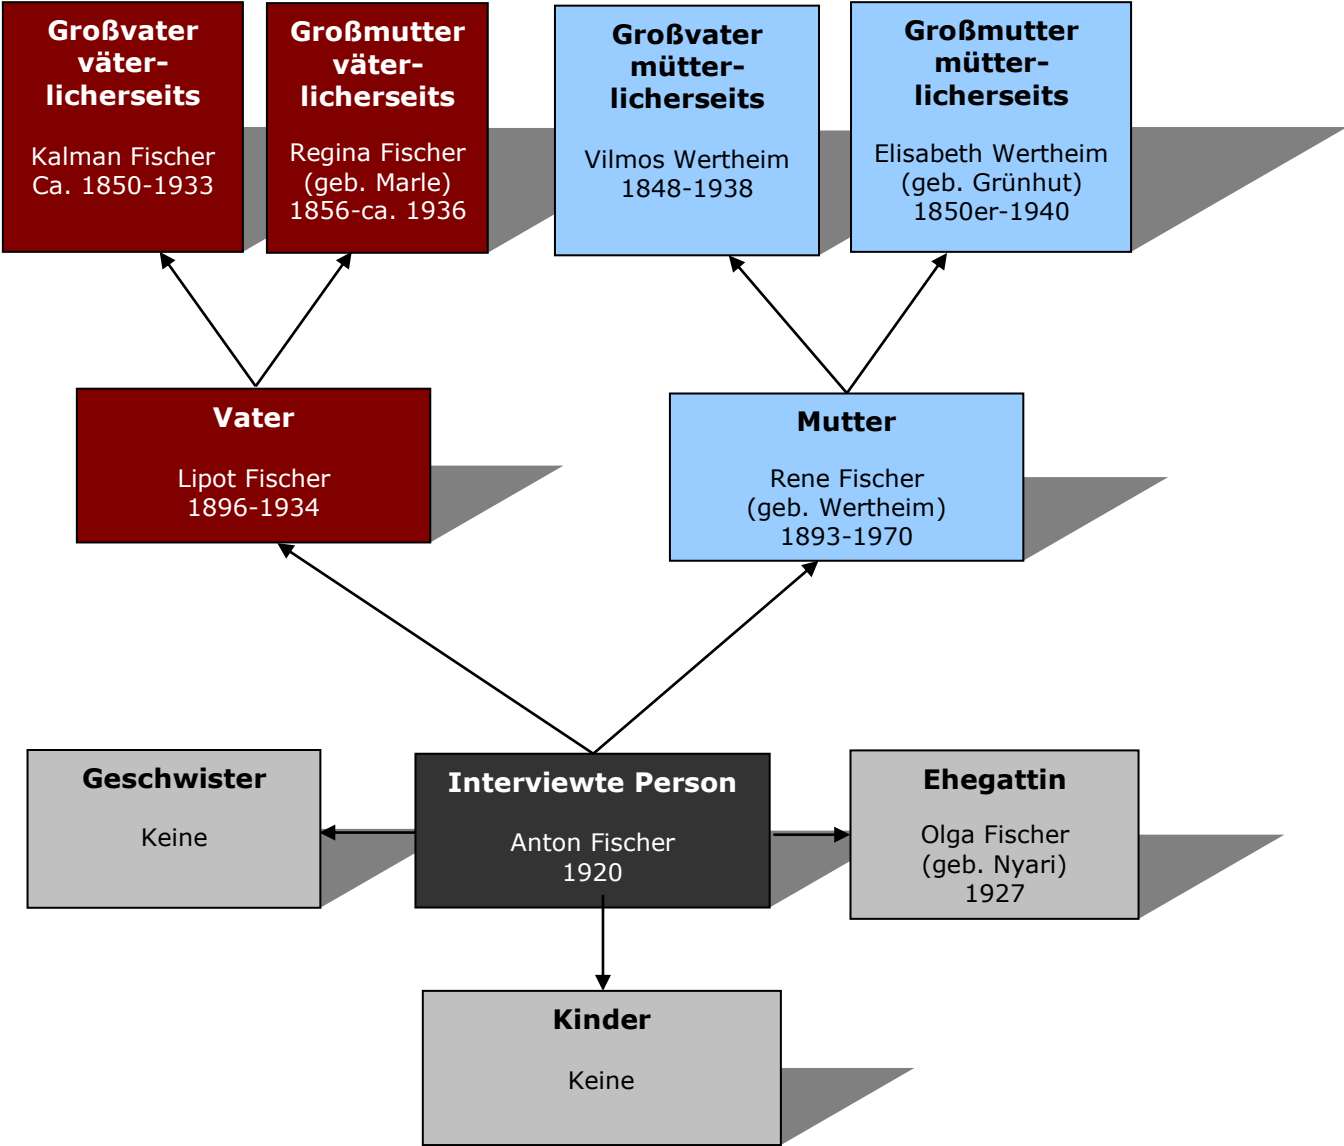 Großvater
väter-
licherseits
Kalman Fischer
Ca. 1850-1933
Großmutter
väter-
licherseits
Regina Fischer
(geb. Marle)
1856-ca. 1936
Großvater
mütter-
licherseits
Vilmos Wertheim
1848-1938
Großmutter
mütter-
licherseits
Elisabeth Wertheim
(geb. Grünhut)
1850er-1940
Vater
Lipot Fischer
1896-1934
Mutter
Rene Fischer
(geb. Wertheim)
1893-1970
Geschwister
Keine
Interviewte Person
Anton Fischer
1920
Ehegattin
Olga Fischer
(geb. Nyari)
1927
Kinder
Keine